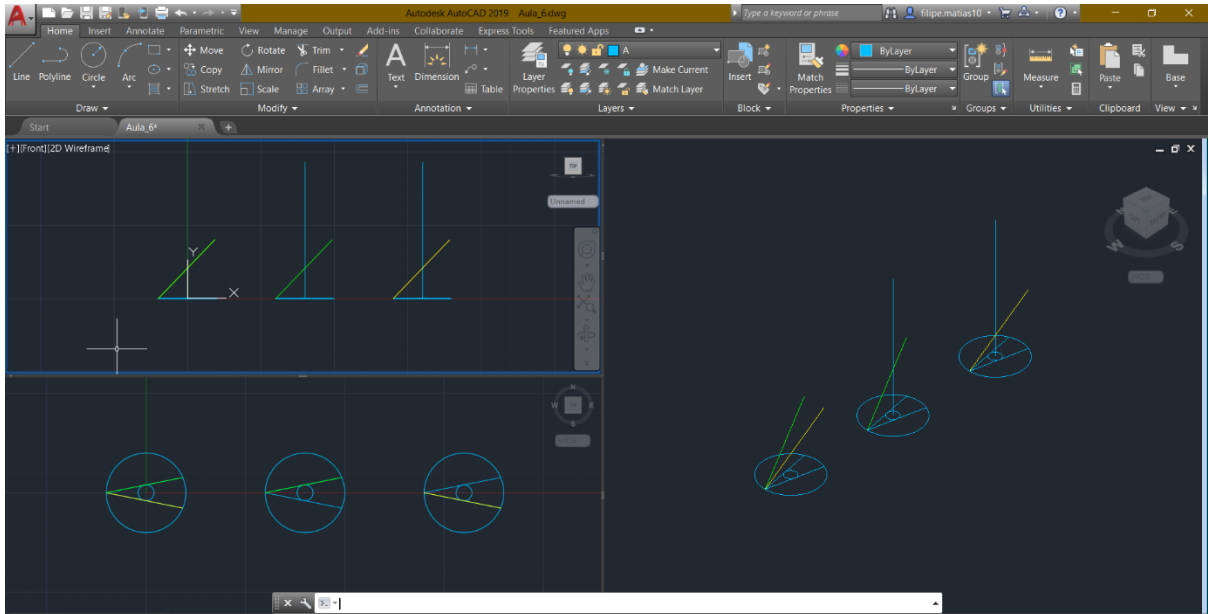 Autodesk AutoCAD 2019 Aula_6.dwg
Type a keyword or phrase
filipe.matias10
Home Insert Annotate Parametric View Manage Output Add-ins Collaborate Express Tools Featured Apps
Line Polyline Circle Arc
Move Rotate Trim
Copy Mirror Fillet
Stretch Scale Array
Text Dimension
Table
Layer
Properties
A
Make Current
Match Layer
Insert
Match
Properties
ByLayer
ByLayer
ByLayer
Group
Measure
Paste
Base
Draw Modify Annotation Layers Block Properties Groups Utilities Clipboard View
Start Aula_6* +
[+][Front][2D Wireframe]
TOP
Unnamed
Y
X
N
W
S
W
S